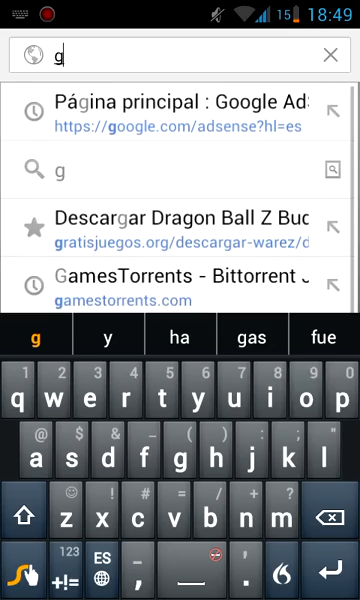 15 18:49
g
Página principal : Google Ad
https://google.com/adsense?hl=es
g
Descargar Dragon Ball Z Bud
gratisjuegos.org/descargar-warez/d
GamesTorrents - Bittorrent J
gamestorrents.com
g y ha gas fue
1 2 3 4 5 6 7 8 9 0
q w e r t y u i o p
@ $ & _ ( ) : ; "
a s d f g h j k l
! # = / + ?
z x c v b n m
123 ES - '
+!= , .